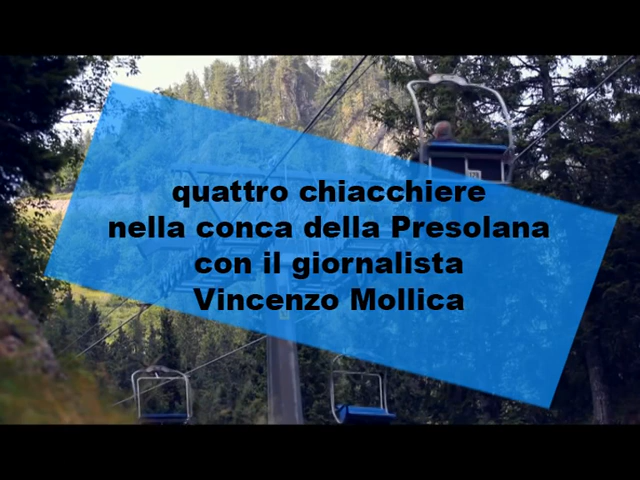 quattro chiacchiere
nella conca della Presolana
con il giornalista
Vincenzo Mollica